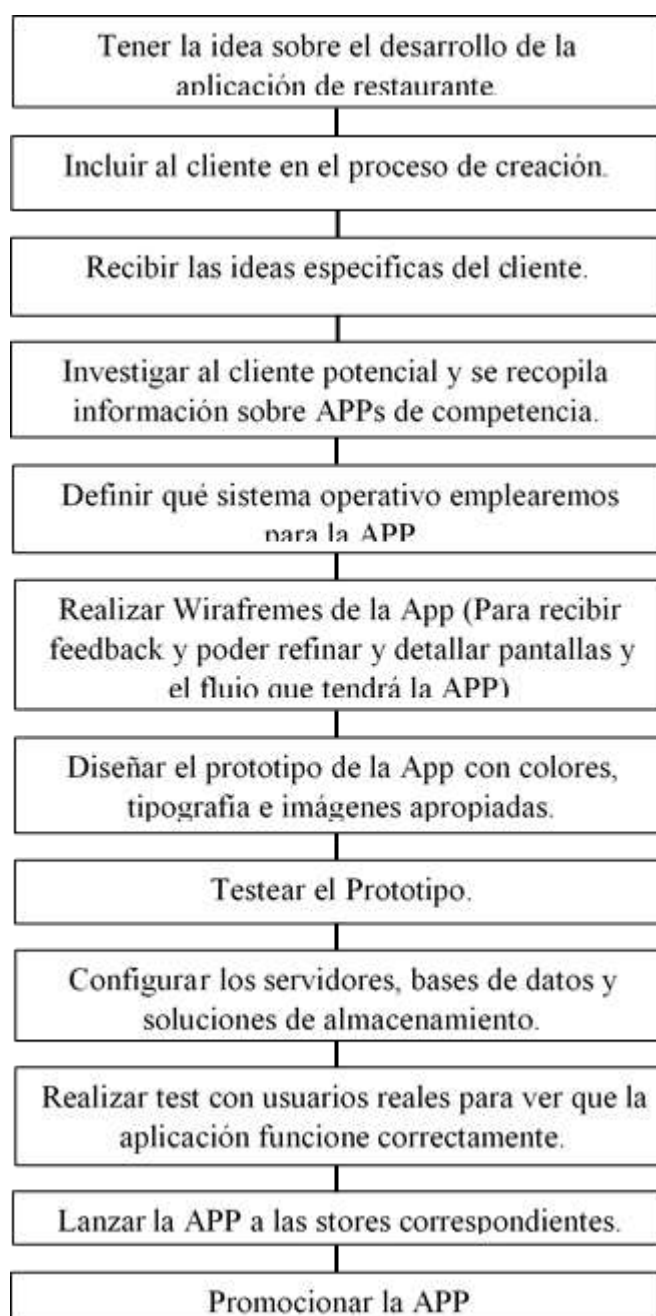 Tener la idea sobre el desarrollo de la
aplicación de restaurante.
Incluir al cliente en el proceso de creación.
Recibir las ideas especificas del cliente.
Investigar al cliente potencial y se recopila
información sobre APPs de competencia.
Definir qué sistema operativo emplearemos
para la APP
Realizar Wirafremes de la App (Para recibir
feedback y poder refinar y detallar pantallas y
el flujo que tendrá la APP)
Diseñar el prototipo de la App con colores,
tipografía e imágenes apropiadas.
Testear el Prototipo.
Configurar los servidores, bases de datos y
soluciones de almacenamiento.
Realizar test con usuarios reales para ver que la
aplicación funcione correctamente.
Lanzar la APP a las stores correspondientes.
Promocionar la APP